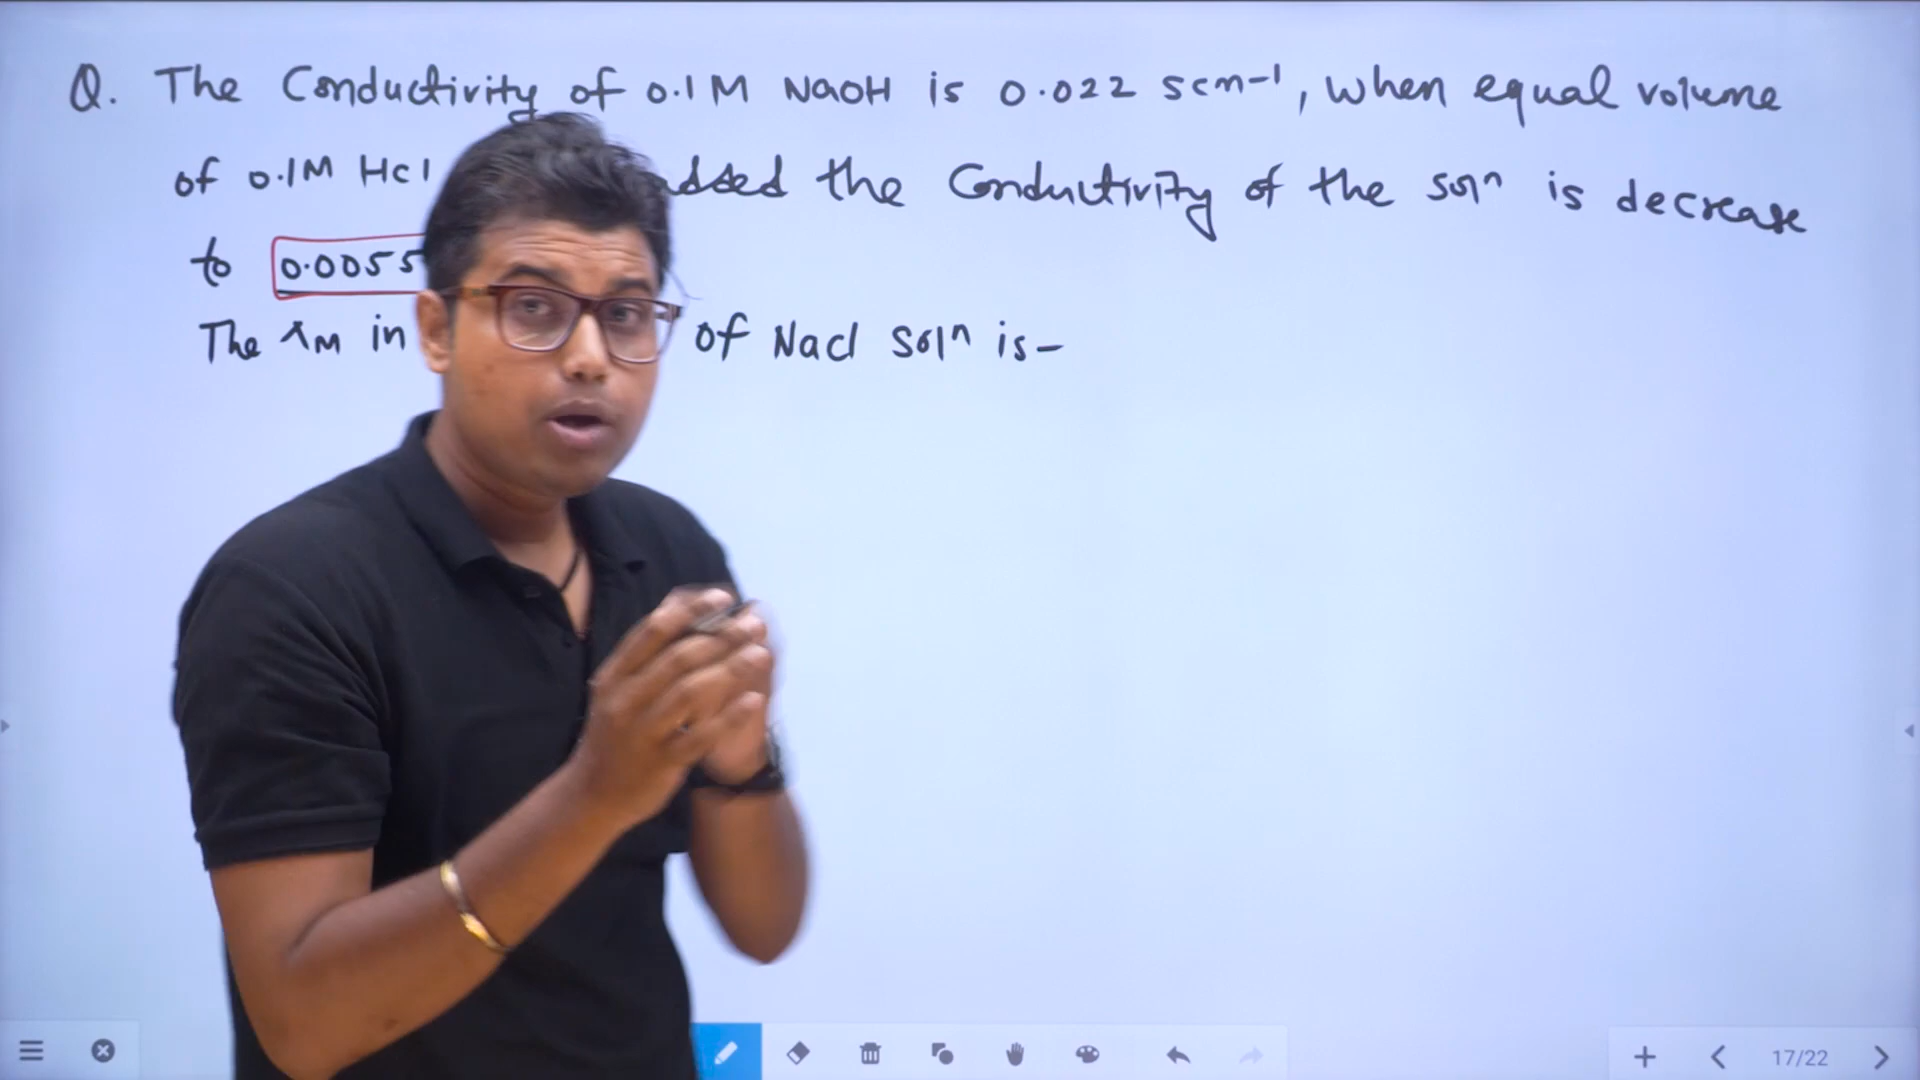 Q. The Conductivity of 0.1M NaOH is 0.022 scm-1, when equal volume
of 0.1M HCl added the Conductivity of the solⁿ is decrease
to 0.0055
The λM in of Nacl Solⁿ is-
17/22